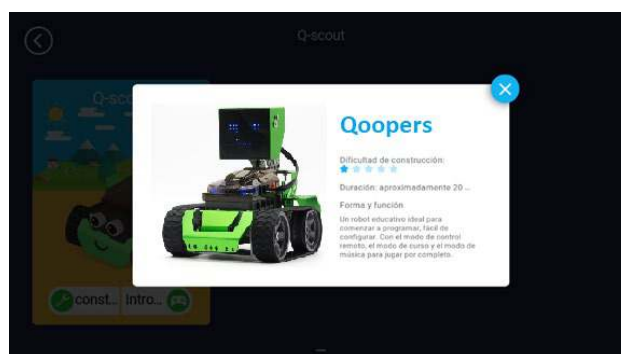 Q-scout
Q-sc
Qoopers
Dificultad de construcción:
Duración: aproximadamente 20 ...
Forma y función
Un robot educativo ideal para
comenzar a programar, fácil de
configurar. Con el modo de control
remoto, el modo de curso y el modo de
música para jugar por completo.
const... Intro...